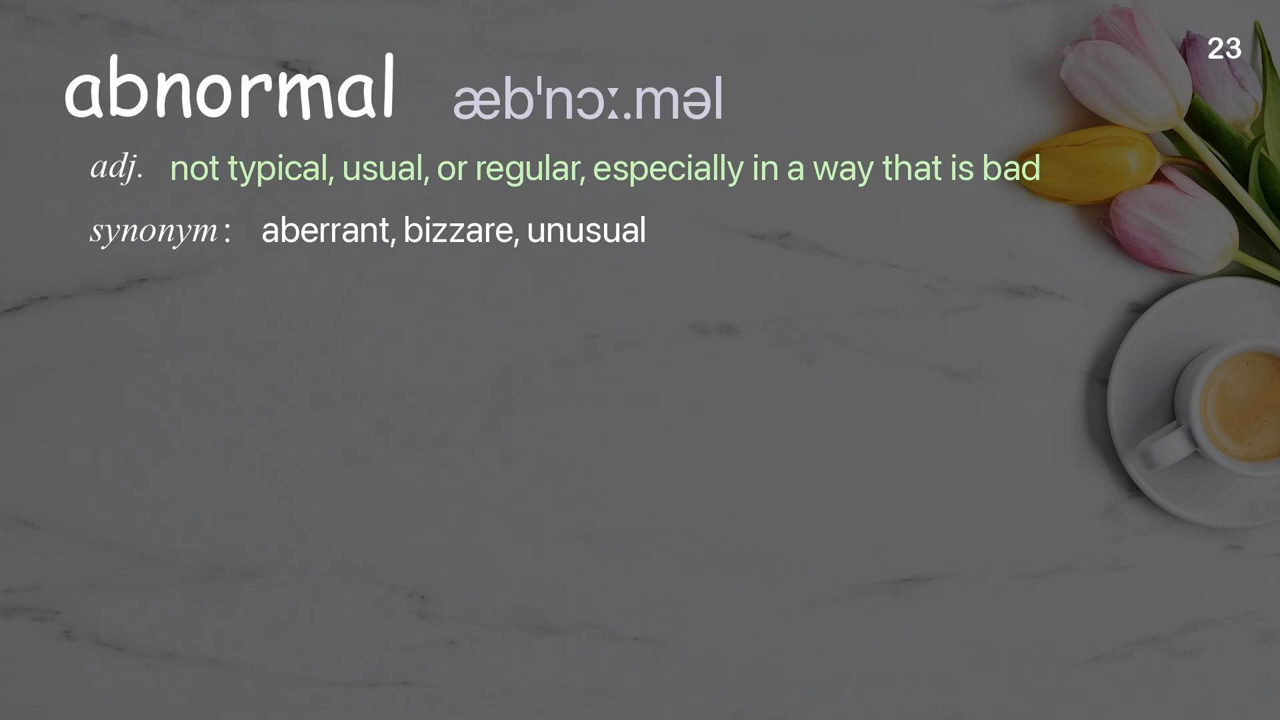 23
abnormal æbˈnɔː.məl
adj. not typical, usual, or regular, especially in a way that is bad
synonym: aberrant, bizzare, unusual